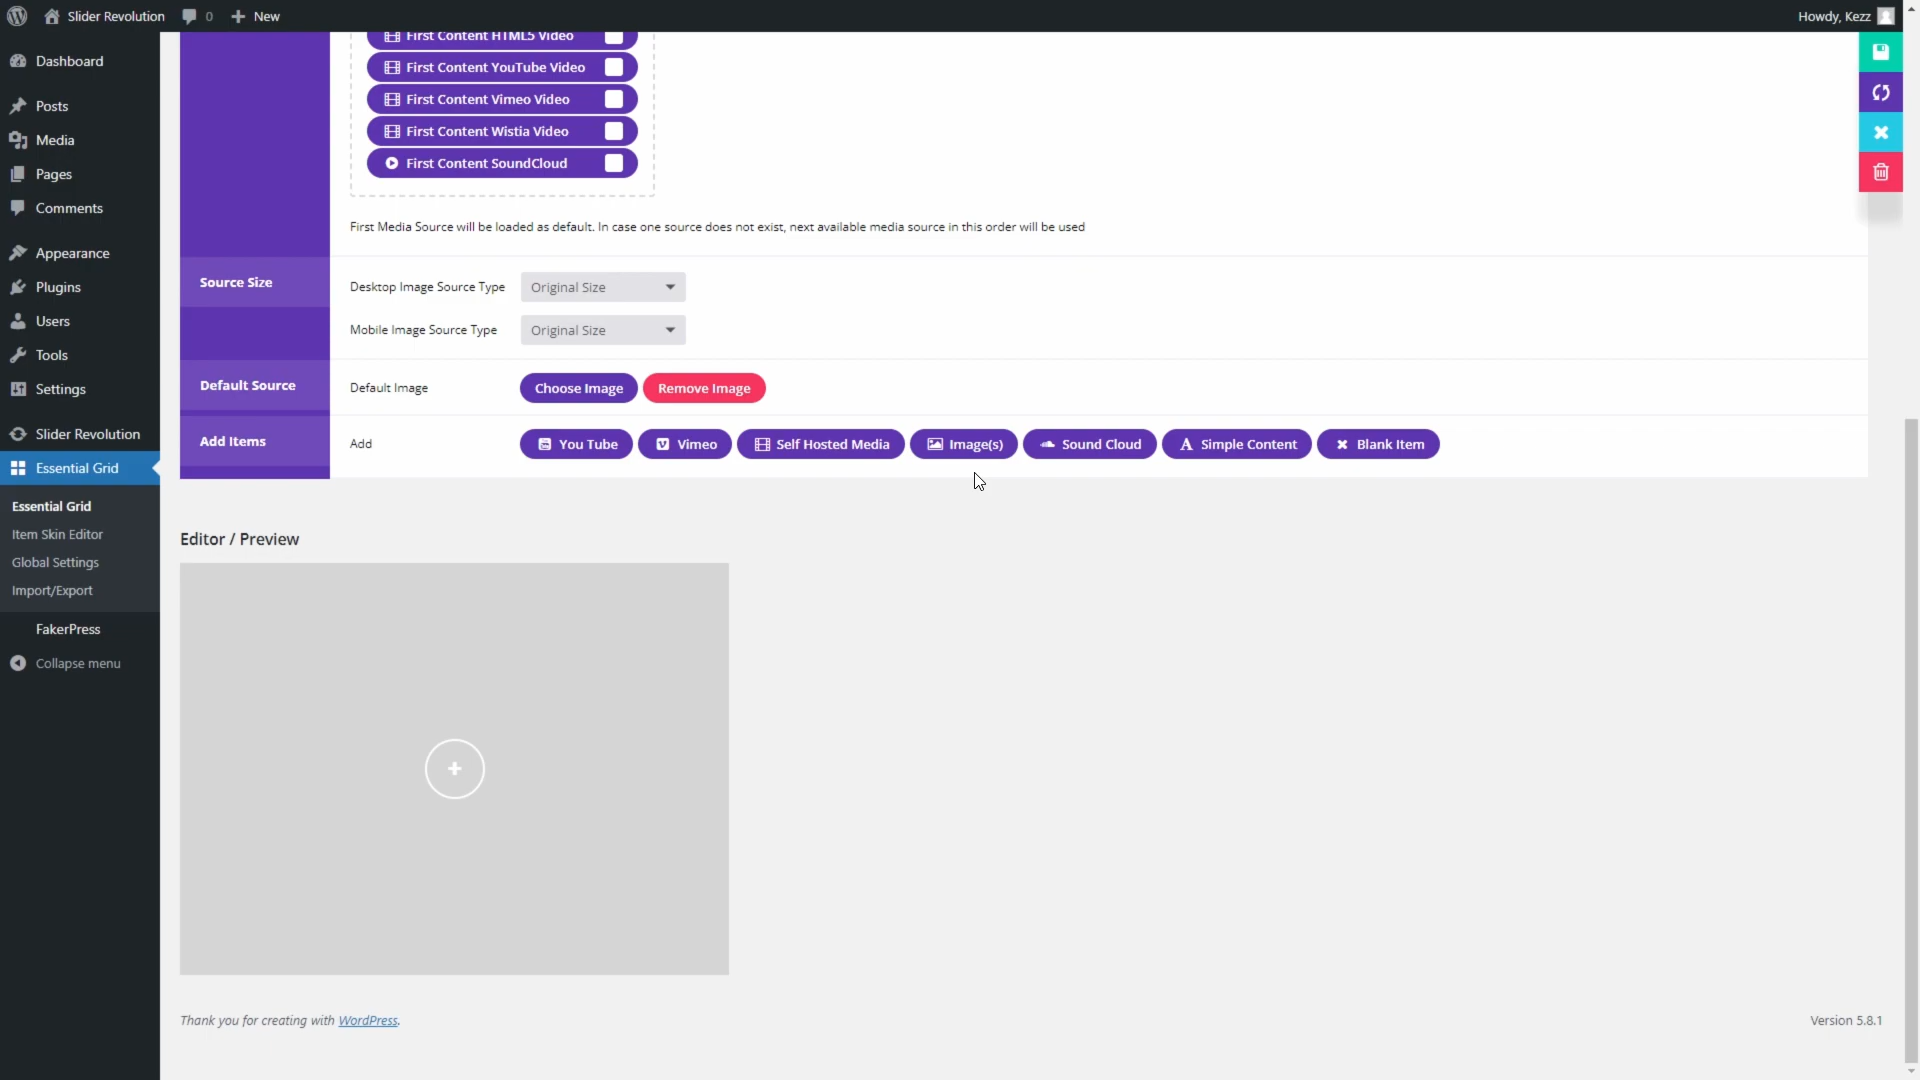 Slider Revolution 0 New Howdy, Kezz
Dashboard
Posts
Media
Pages
Comments
Appearance
Plugins
Users
Tools
Settings
Slider Revolution
Essential Grid
Essential Grid
Item Skin Editor
Global Settings
Import/Export
FakerPress
Collapse menu
First Content HTML5 Video
First Content YouTube Video
First Content Vimeo Video
First Content Wistia Video
First Content SoundCloud
First Media Source will be loaded as default. In case one source does not exist, next available media source in this order will be used
Source Size
Desktop Image Source Type Original Size
Mobile Image Source Type Original Size
Default Source Default Image Choose Image Remove Image
Add Items Add You Tube Vimeo Self Hosted Media Image(s) Sound Cloud Simple Content Blank Item
Editor / Preview
Thank you for creating with WordPress. Version 5.8.1